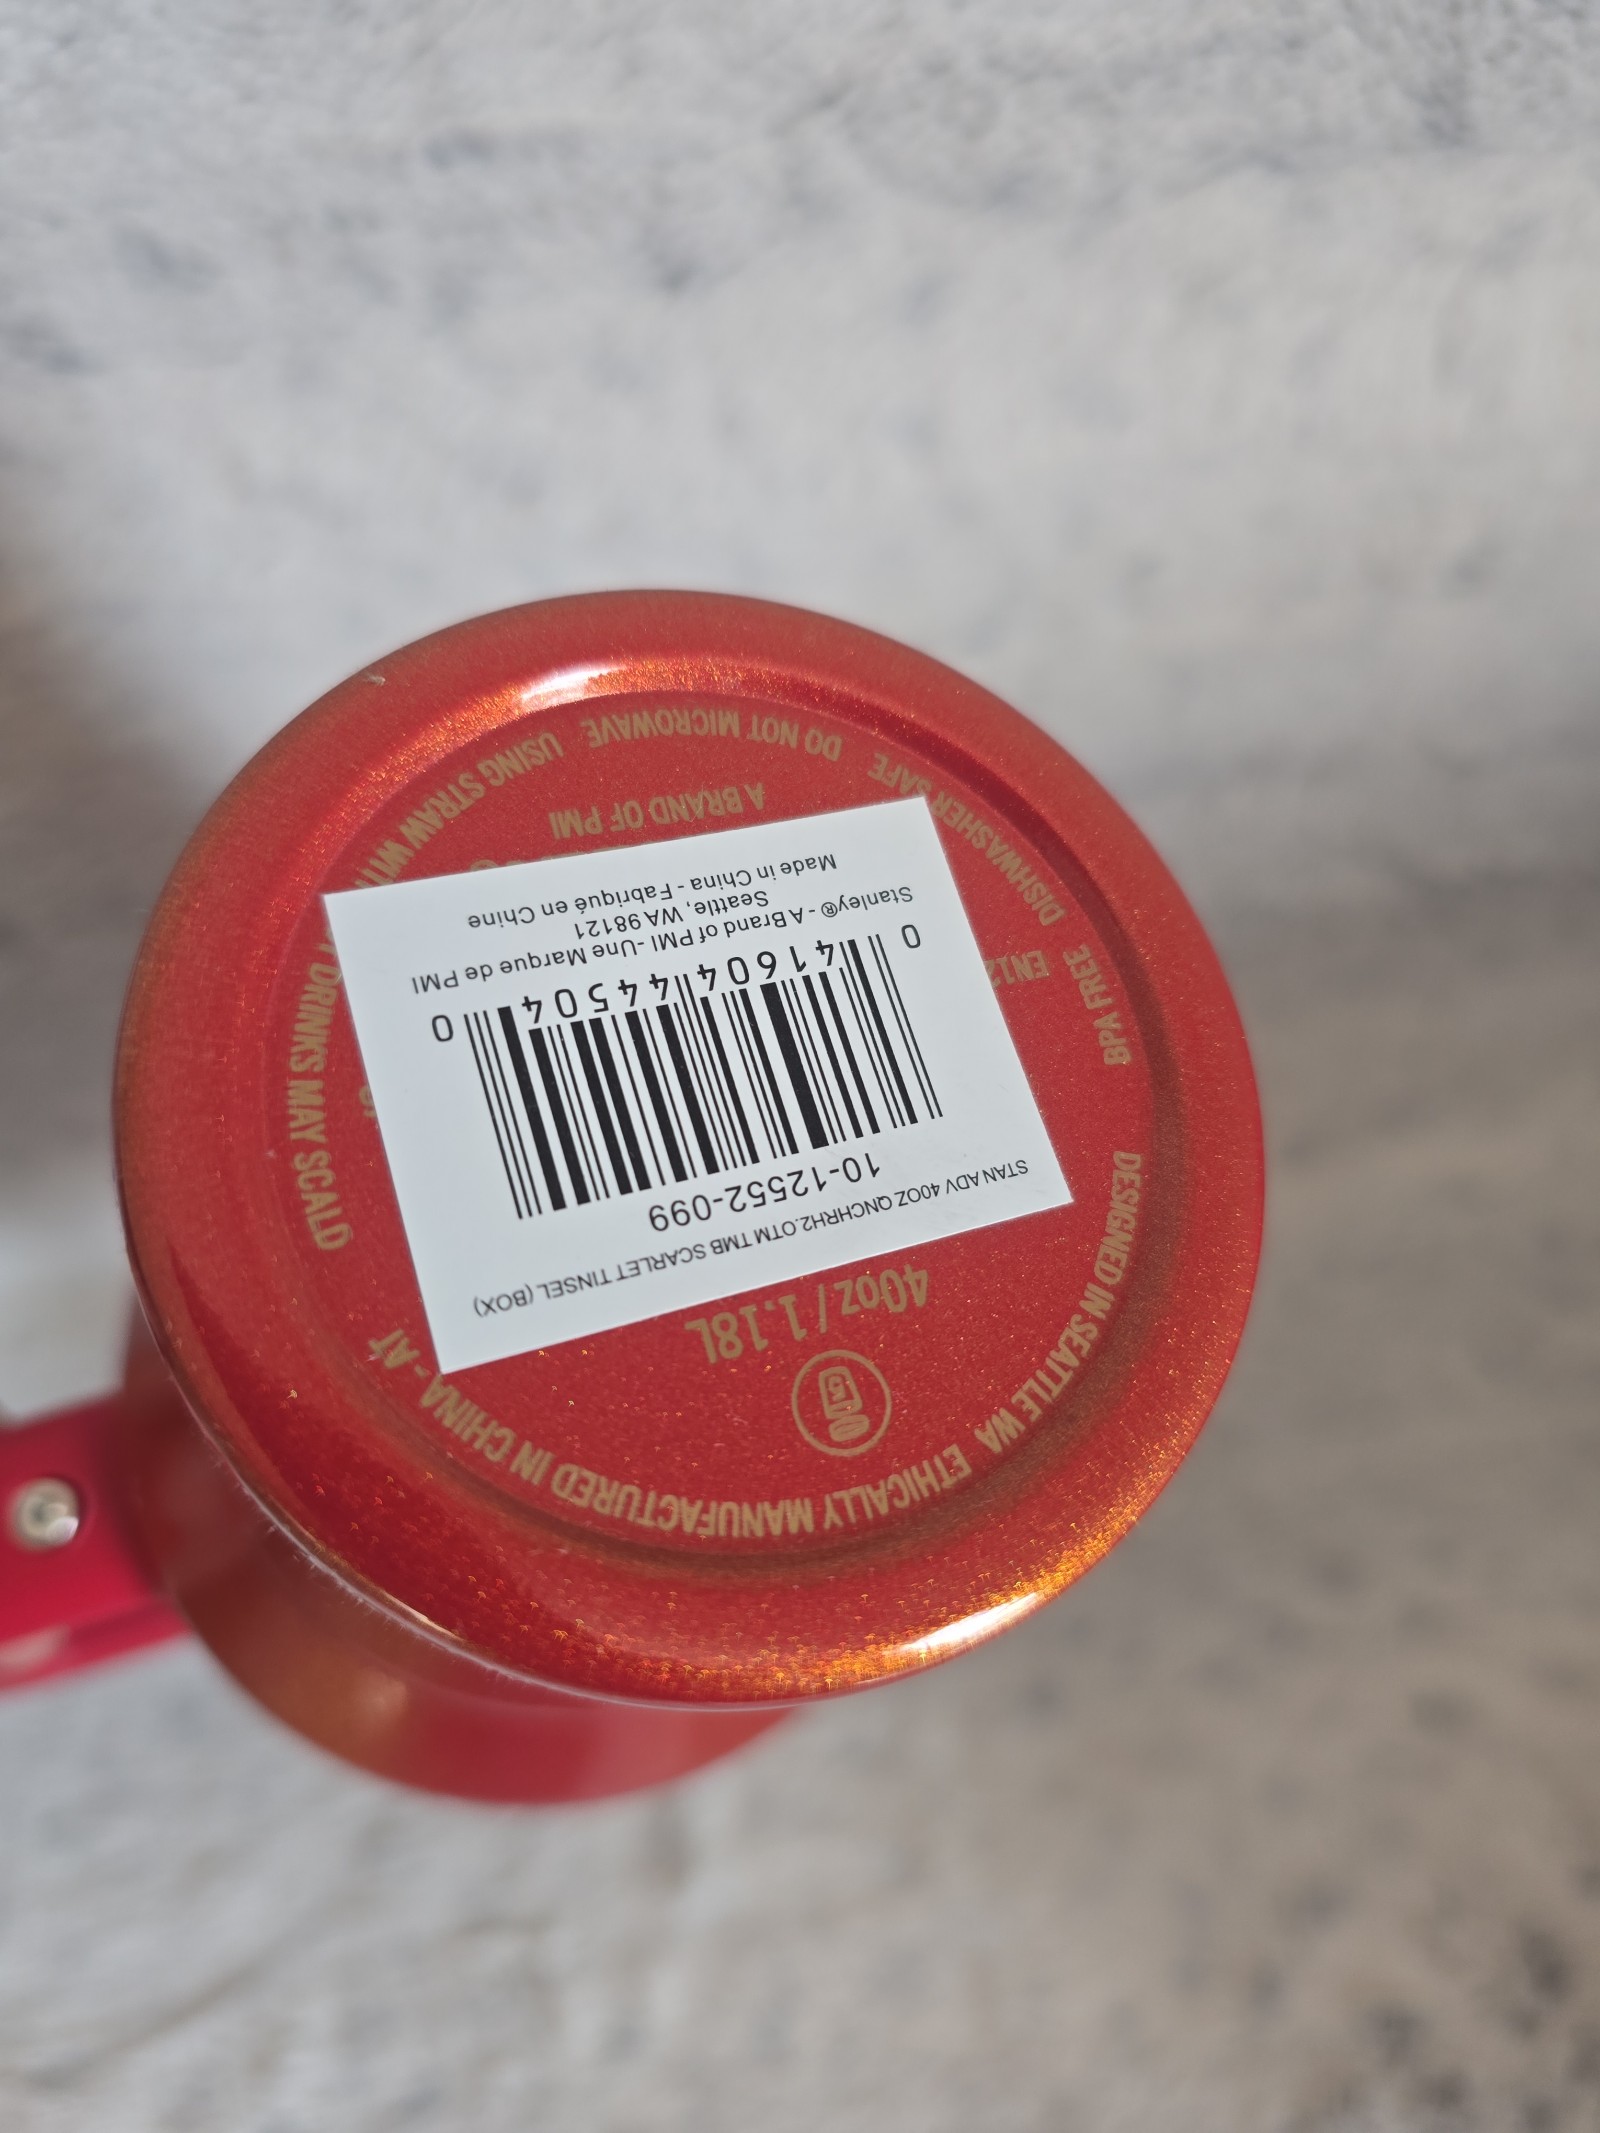 STAN ADV 40OZ QNCHRH2.OTM TMB SCARLET TINSEL (BOX)
10-12552-099
0 41604 44504 0
Stanley® - A Brand of PMI - Une Marque de PMI
Seattle, WA 98121
Made in China - Fabriqué en Chine
40oz / 1.18L
A BRAND OF PMI
DESIGNED IN SEATTLE WA
ETHICALLY MANUFACTURED IN CHINA - AT
DRINKS MAY SCALD
USING STRAW
DO NOT MICROWAVE
DISHWASHER SAFE
BPA FREE